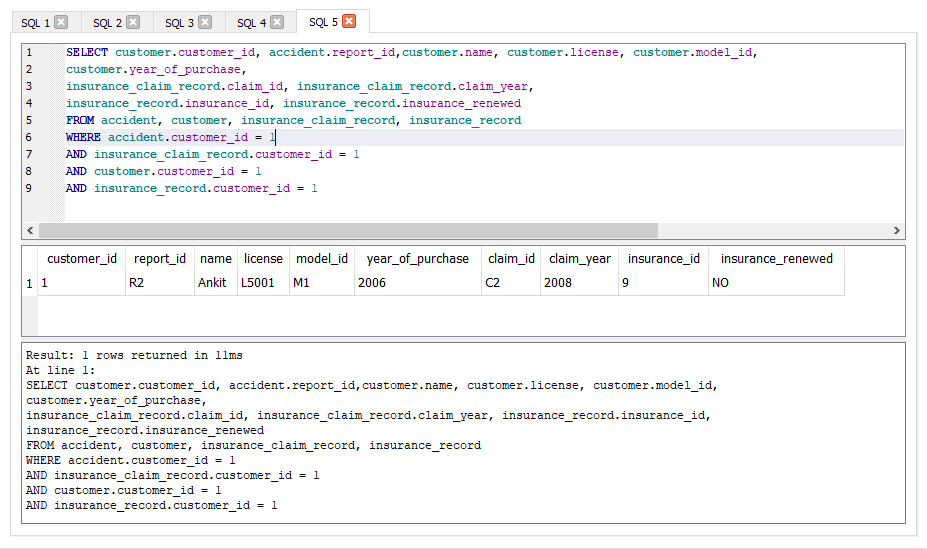 SQL 1 SQL 2 SQL 3 SQL 4 SQL 5
1 SELECT customer.customer_id, accident.report_id,customer.name, customer.license, customer.model_id,
2 customer.year_of_purchase,
3 insurance_claim_record.claim_id, insurance_claim_record.claim_year,
4 insurance_record.insurance_id, insurance_record.insurance_renewed
5 FROM accident, customer, insurance_claim_record, insurance_record
6 WHERE accident.customer_id = 1
7 AND insurance_claim_record.customer_id = 1
8 AND customer.customer_id = 1
9 AND insurance_record.customer_id = 1
customer_id report_id name license model_id year_of_purchase claim_id claim_year insurance_id insurance_renewed
1 1 R2 Ankit L5001 M1 2006 C2 2008 9 NO
Result: 1 rows returned in 11ms
At line 1:
SELECT customer.customer_id, accident.report_id,customer.name, customer.license, customer.model_id,
customer.year_of_purchase,
insurance_claim_record.claim_id, insurance_claim_record.claim_year, insurance_record.insurance_id,
insurance_record.insurance_renewed
FROM accident, customer, insurance_claim_record, insurance_record
WHERE accident.customer_id = 1
AND insurance_claim_record.customer_id = 1
AND customer.customer_id = 1
AND insurance_record.customer_id = 1